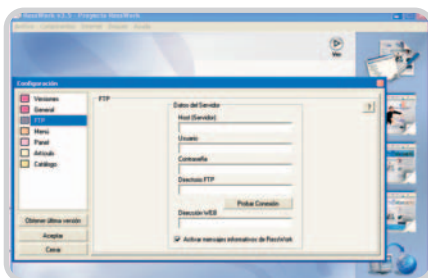 Configuración
Versiones
General
FTP
Menú
Panel
Artículo
Catálogo
Obtener última versión
Aceptar
Cerrar
FTP
?
Datos del Servidor
Host (Servidor)
Usuario
Contraseña
Directorio FTP
Probar Conexión
Dirección WEB
Activar mensajes informativos de
Ver